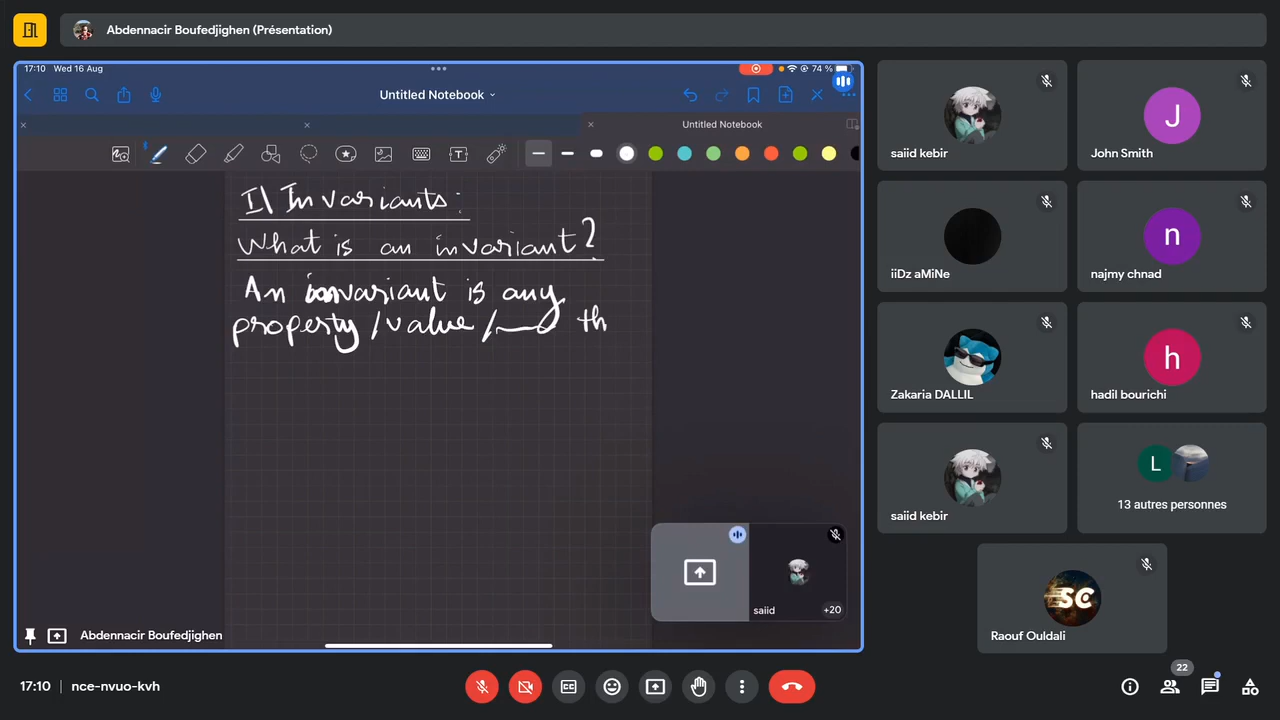 Abdennacir Boufedjighen (Présentation)
17:10 Wed 16 Aug
74 %
Untitled Notebook
Untitled Notebook
I\ Invariants:
What is an invariant?
An invariant is any
property / value / th
saiid
+20
Abdennacir Boufedjighen
saiid kebir
J
John Smith
iiDz aMiNe
n
najmy chnad
Zakaria DALLIL
h
hadil bourichi
saiid kebir
L
13 autres personnes
SC
Raouf Ouldali
17:10 | nce-nvuo-kvh
22